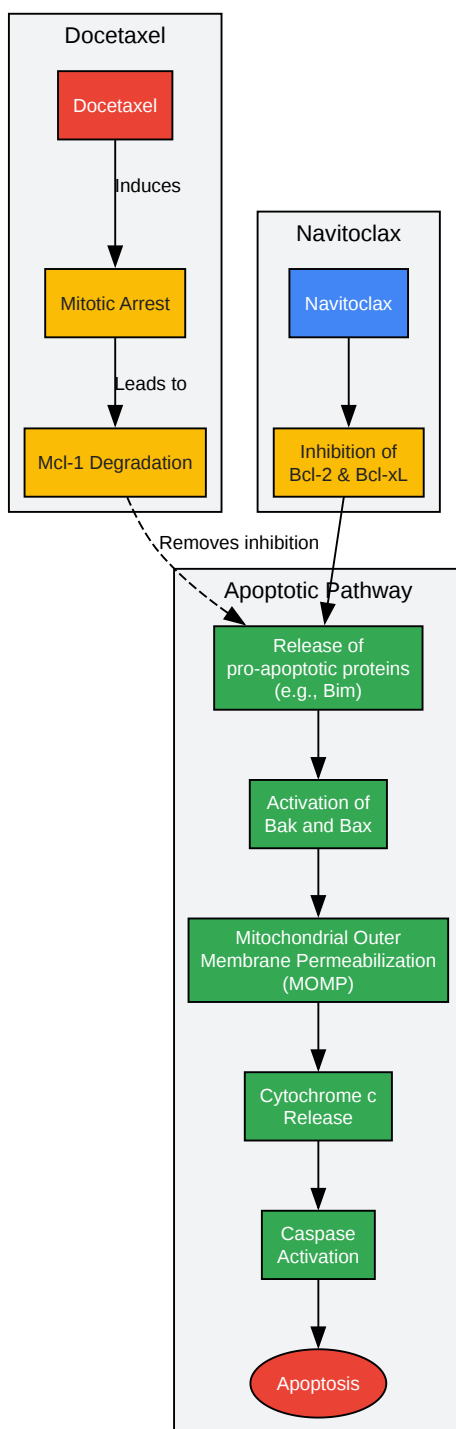 Docetaxel
Docetaxel
Induces
Mitotic Arrest
Leads to
Mcl-1 Degradation
Navitoclax
Navitoclax
Inhibition of
Bcl-2 & Bcl-xL
Removes inhibition
Apoptotic Pathway
Release of
pro-apoptotic proteins
(e.g., Bim)
Activation of
Bak and Bax
Mitochondrial Outer
Membrane Permeabilization
(MOMP)
Cytochrome c
Release
Caspase
Activation
Apoptosis